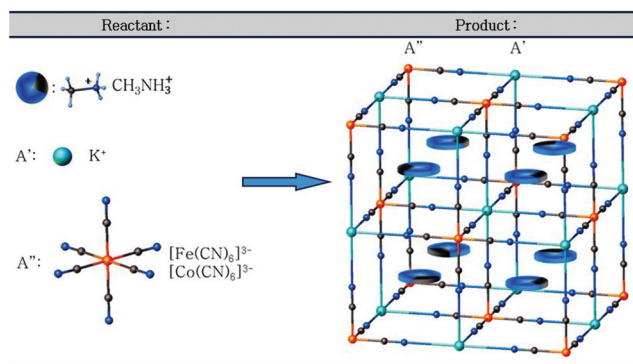 Reactant :
Product :
A" A'
: CH₃NH₃⁺
A': K⁺
A": [Fe(CN)₆]³⁻
[Co(CN)₆]³⁻